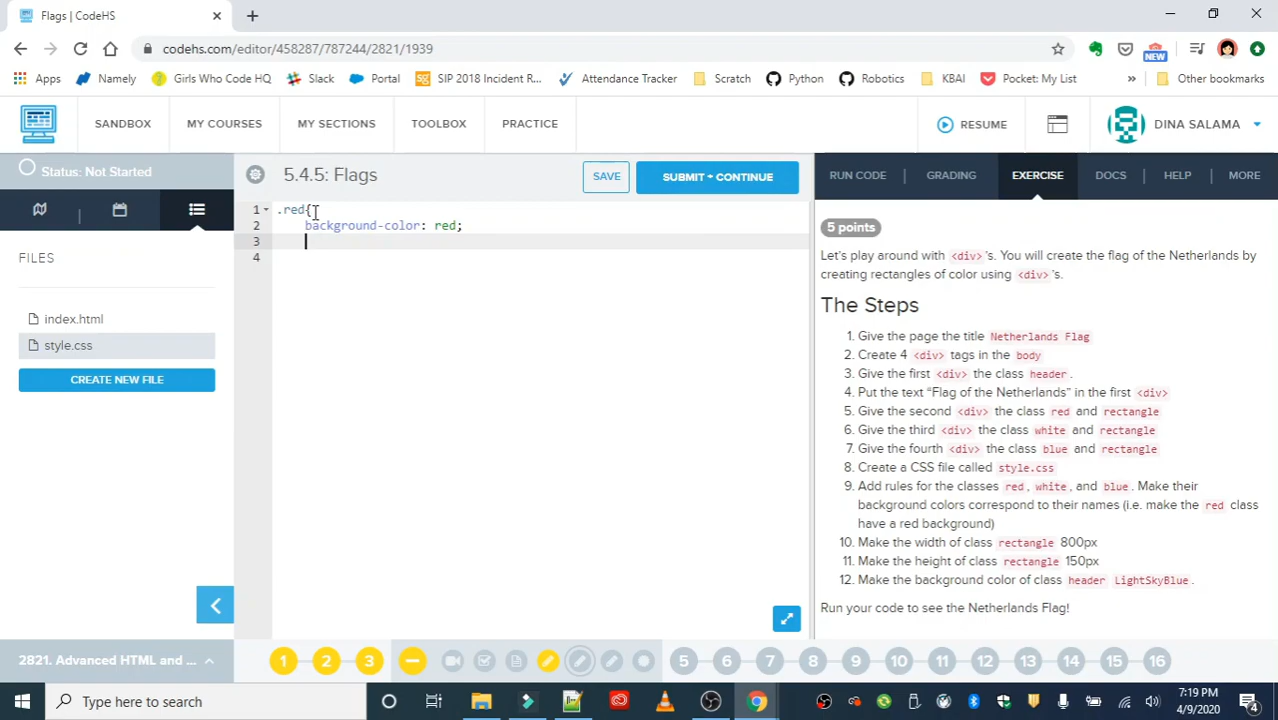 Flags | CodeHS
codehs.com/editor/458287/787244/2821/1939
NEW
Apps Namely Girls Who Code HQ Slack Portal SIP 2018 Incident R... Attendance Tracker Scratch Python Robotics KBAI Pocket: My List » Other bookmarks
SANDBOX MY COURSES MY SECTIONS TOOLBOX PRACTICE RESUME DINA SALAMA
Status: Not Started
5.4.5: Flags
SAVE
SUBMIT + CONTINUE
RUN CODE GRADING EXERCISE DOCS HELP MORE
FILES
index.html
style.css
CREATE NEW FILE
1 .red{
2 background-color: red;
3
4
5 points
Let's play around with <div> 's. You will create the flag of the Netherlands by
creating rectangles of color using <div> 's.
The Steps
1. Give the page the title Netherlands Flag
2. Create 4 <div> tags in the body
3. Give the first <div> the class header .
4. Put the text “Flag of the Netherlands” in the first <div>
5. Give the second <div> the class red and rectangle
6. Give the third <div> the class white and rectangle
7. Give the fourth <div> the class blue and rectangle
8. Create a CSS file called style.css
9. Add rules for the classes red , white , and blue . Make their
background colors correspond to their names (i.e. make the red class
have a red background)
10. Make the width of class rectangle 800px
11. Make the height of class rectangle 150px
12. Make the background color of class header LightSkyBlue .
Run your code to see the Netherlands Flag!
2821. Advanced HTML and ...
1 2 3 5 6 7 8 9 10 11 12 13 14 15 16
Type here to search
7:19 PM
4/9/2020
4